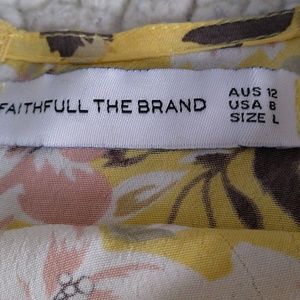 FAITHFULL THE BRAND
AUS 12
USA 8
SIZE L